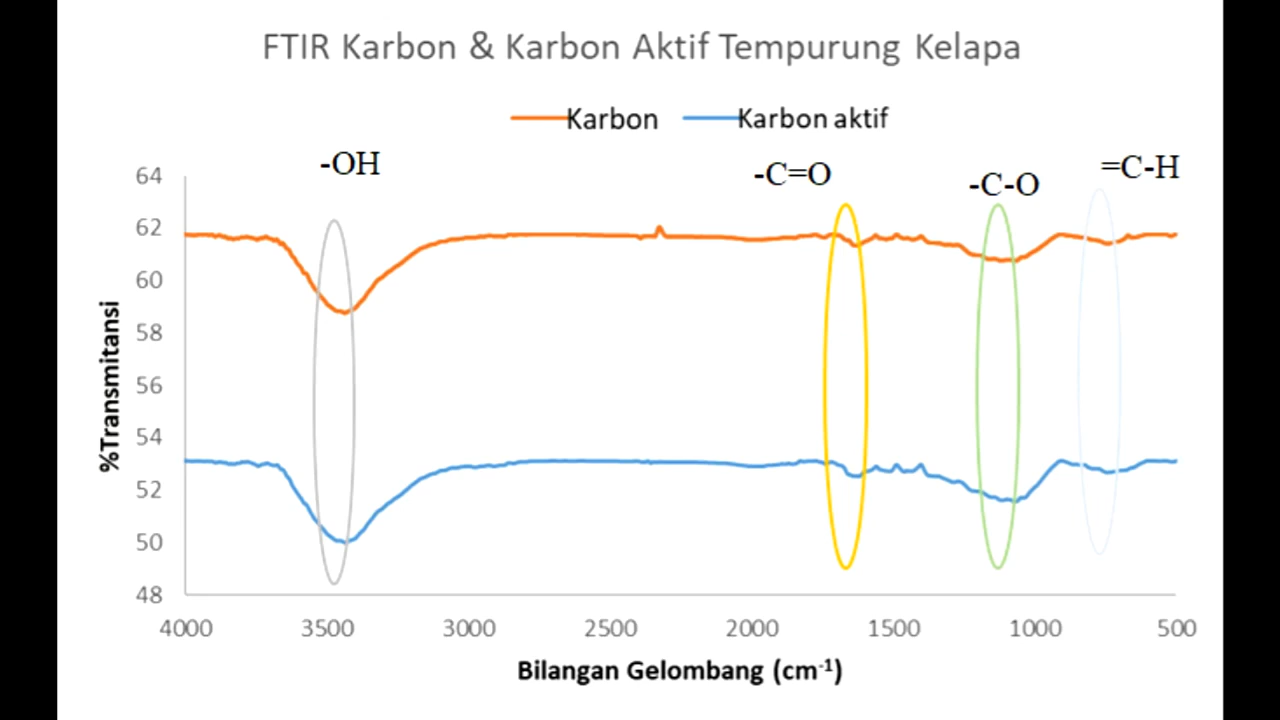 FTIR Karbon & Karbon Aktif Tempurung Kelapa
Karbon Karbon aktif
-OH -C=O -C-O =C-H
64
62
60
58
56
54
52
50
48
%Transmitansi
4000 3500 3000 2500 2000 1500 1000 500
Bilangan Gelombang (cm⁻¹)